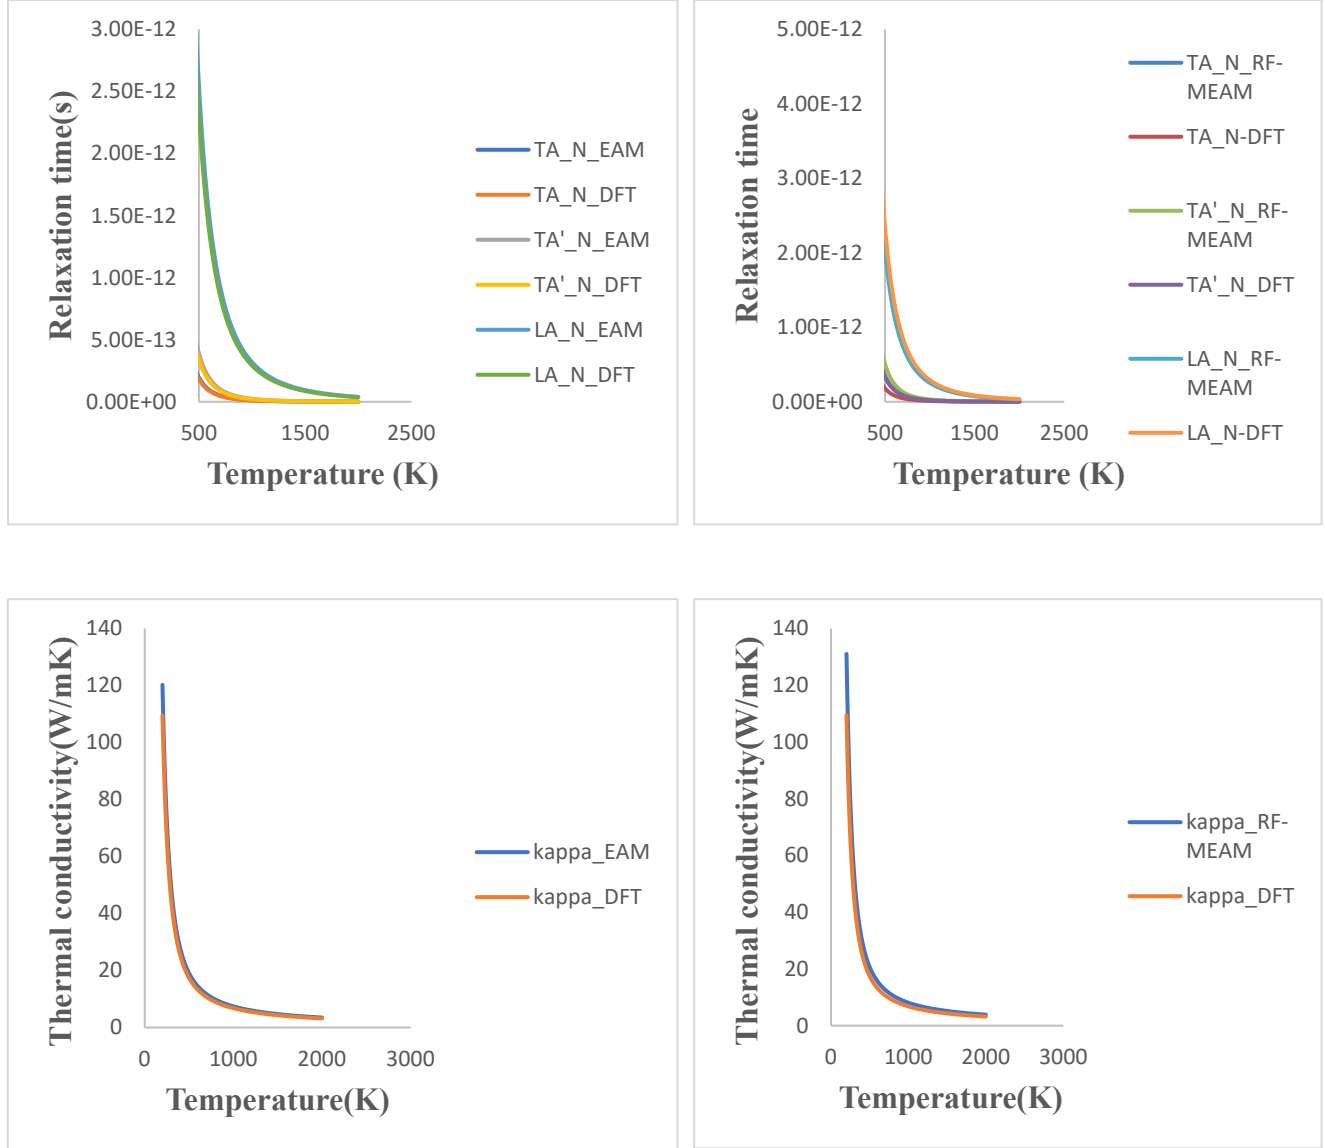 3.00E-12
2.50E-12
2.00E-12
1.50E-12
1.00E-12
5.00E-13
0.00E+00
500
1500
2500
Relaxation time(s)
Temperature (K)
TA_N_EAM
TA_N_DFT
TA'_N_EAM
TA'_N_DFT
LA_N_EAM
LA_N_DFT
5.00E-12
4.00E-12
3.00E-12
2.00E-12
1.00E-12
0.00E+00
500
1500
2500
Relaxation time
Temperature (K)
TA_N_RF-
MEAM
TA_N-DFT
TA'_N_RF-
MEAM
TA'_N_DFT
LA_N_RF-
MEAM
LA_N-DFT
140
120
100
80
60
40
20
0
0
1000
2000
3000
Thermal conductivity(W/mK)
Temperature(K)
kappa_EAM
kappa_DFT
140
120
100
80
60
40
20
0
0
1000
2000
3000
Thermal conductivity(W/mK)
Temperature(K)
kappa_RF-
MEAM
kappa_DFT